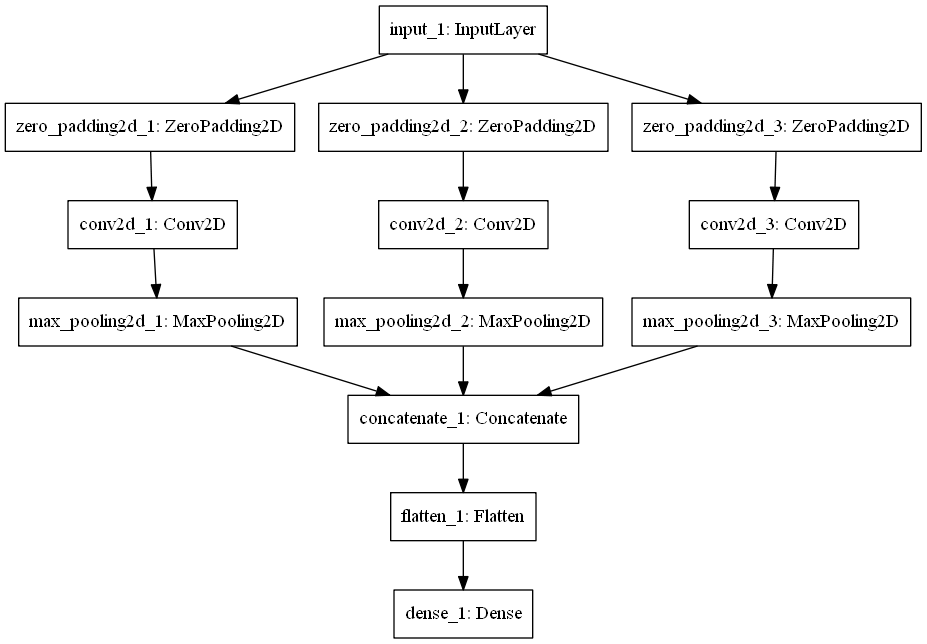 input_1: InputLayer
zero_padding2d_1: ZeroPadding2D
zero_padding2d_2: ZeroPadding2D
zero_padding2d_3: ZeroPadding2D
conv2d_1: Conv2D
conv2d_2: Conv2D
conv2d_3: Conv2D
max_pooling2d_1: MaxPooling2D
max_pooling2d_2: MaxPooling2D
max_pooling2d_3: MaxPooling2D
concatenate_1: Concatenate
flatten_1: Flatten
dense_1: Dense